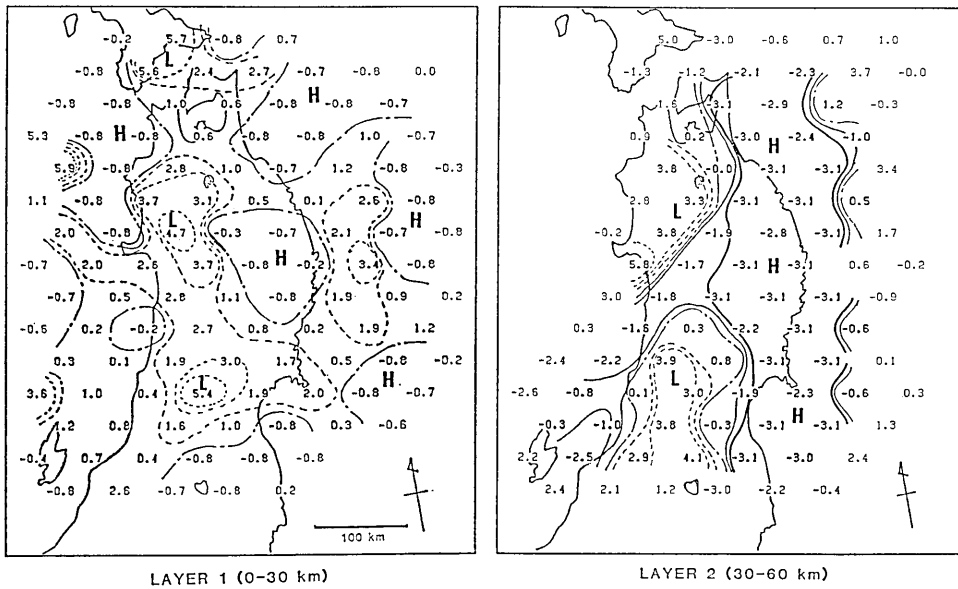 -0.2 5.7 -0.8 0.7
L
-0.8 5.6 2.4 2.7 -0.7 -0.8 0.0
H
-0.8 -0.8 1.0 0.6 -0.8 -0.8 -0.7
H
5.3 -0.8 -0.8 0.6 -0.8 -0.8 1.0 -0.7
-0.8 2.8 1.0 -0.7 1.2 -0.8 -0.3
1.1 -0.8 3.7 3.1 0.5 0.1 2.6 -0.8
L H
2.0 -0.8 4.7 -0.3 -0.7 2.1 -0.7
H
-0.7 2.0 2.6 3.7 -0.8 -0.2 3.4 -0.8
-0.7 0.5 2.8 1.1 -0.8 1.9 0.9 0.2
-0.6 0.2 -0.2 2.7 0.8 0.2 1.9 1.2
0.3 0.1 1.9 3.0 1.7 0.5 -0.8 -0.2
L H
3.6 1.0 0.4 5.4 1.9 2.0 -0.8 -0.7
1.2 0.8 1.6 1.0 -0.8 0.3 -0.6
-0.4 0.7 0.4 -0.8 -0.8 -0.8
-0.8 2.6 -0.7 -0.8 0.2
100 km
LAYER 1 (0-30 km)
5.0 -3.0 -0.6 0.7 1.0
-1.3 -1.2 -2.1 -2.3 3.7 -0.0
1.6 -3.1 -2.9 1.2 -0.3
0.9 0.2 -3.0 -2.4 -1.0
H
3.8 -0.0 -3.1 -3.1 3.4
2.8 3.3 -3.1 -3.1 0.5
L
-0.2 3.8 -1.9 -2.8 -3.1 1.7
5.8 -1.7 -3.1 H -3.1 0.6 -0.2
3.0 -1.8 -3.1 -3.1 -3.1 -0.9
0.3 -1.6 0.3 -2.2 -3.1 -0.6
-2.4 -2.2 3.9 0.8 -3.1 -3.1 0.1
L
-2.6 -0.8 0.1 3.0 -1.9 -2.3 -0.6 0.3
H
-0.3 -1.0 3.8 -0.3 -3.1 -3.1 1.3
2.2 -2.5 2.9 4.1 -3.1 -3.0 2.4
2.4 2.1 1.2 -3.0 -2.2 -0.4
LAYER 2 (30-60 km)